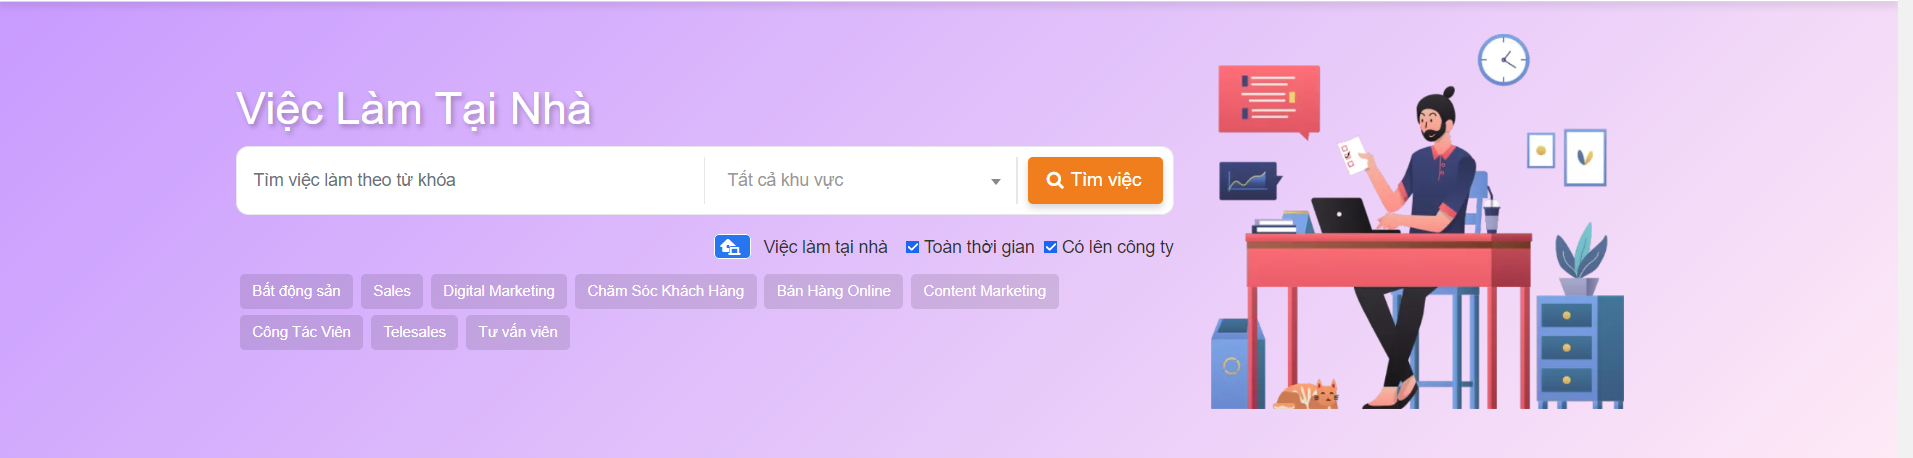 Việc Làm Tại Nhà
Tìm việc làm theo từ khóa Tất cả khu vực Tìm việc
Việc làm tại nhà Toàn thời gian Có lên công ty
Bất động sản Sales Digital Marketing Chăm Sóc Khách Hàng Bán Hàng Online Content Marketing
Công Tác Viên Telesales Tư vấn viên